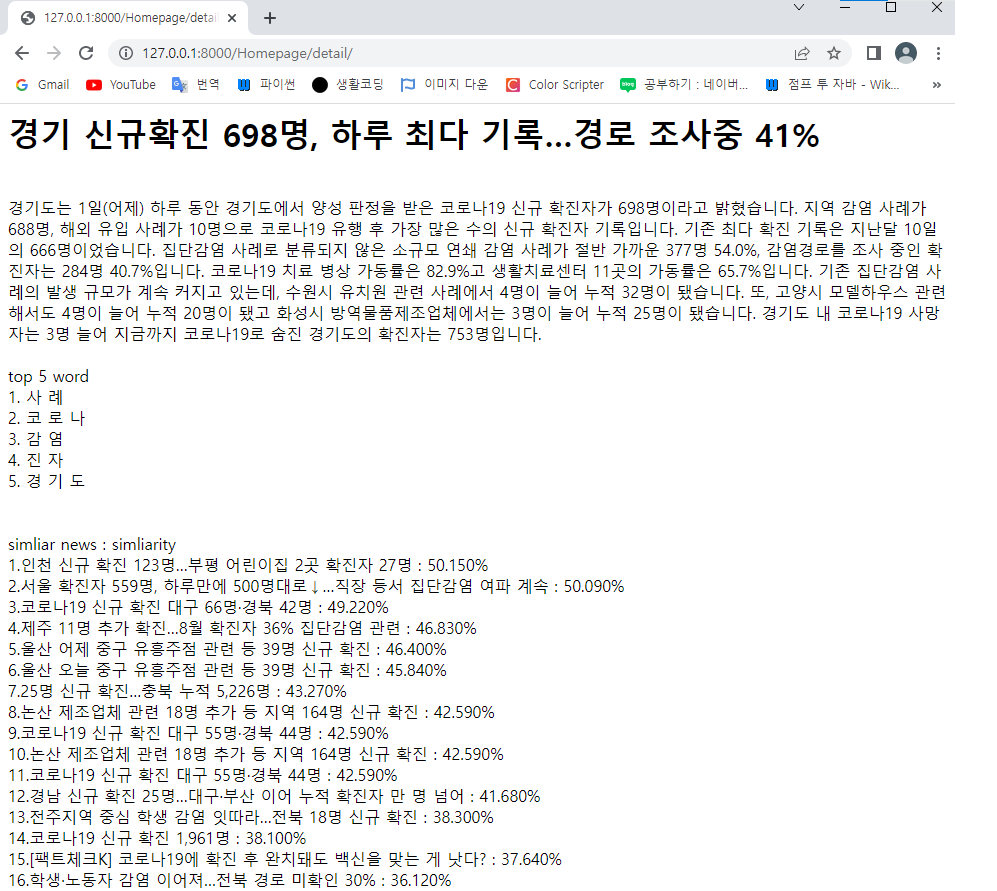 127.0.0.1:8000/Homepage/detail
127.0.0.1:8000/Homepage/detail/
Gmail YouTube 번역 파이썬 생활코딩 이미지 다운 Color Scripter 공부하기 : 네이버... 점프 투 자바 - Wik... »
경기 신규확진 698명, 하루 최다 기록...경로 조사중 41%
경기도는 1일(어제) 하루 동안 경기도에서 양성 판정을 받은 코로나19 신규 확진자가 698명이라고 밝혔습니다. 지역 감염 사례가
688명, 해외 유입 사례가 10명으로 코로나19 유행 후 가장 많은 수의 신규 확진자 기록입니다. 기존 최다 확진 기록은 지난달 10일
의 666명이었습니다. 집단감염 사례로 분류되지 않은 소규모 연쇄 감염 사례가 절반 가까운 377명 54.0%, 감염경로를 조사 중인 확
진자는 284명 40.7%입니다. 코로나19 치료 병상 가동률은 82.9%고 생활치료센터 11곳의 가동률은 65.7%입니다. 기존 집단감염 사
례의 발생 규모가 계속 커지고 있는데, 수원시 유치원 관련 사례에서 4명이 늘어 누적 32명이 됐습니다. 또, 고양시 모델하우스 관련
해서도 4명이 늘어 누적 20명이 됐고 화성시 방역물품제조업체에서는 3명이 늘어 누적 25명이 됐습니다. 경기도 내 코로나19 사망
자는 3명 늘어 지금까지 코로나19로 숨진 경기도의 확진자는 753명입니다.
top 5 word
1. 사 례
2. 코 로 나
3. 감 염
4. 진 자
5. 경 기 도
simliar news : simliarity
1.인천 신규 확진 123명...부평 어린이집 2곳 확진자 27명 : 50.150%
2.서울 확진자 559명, 하루만에 500명대로↓...직장 등서 집단감염 여파 계속 : 50.090%
3.코로나19 신규 확진 대구 66명·경북 42명 : 49.220%
4.제주 11명 추가 확진...8월 확진자 36% 집단감염 관련 : 46.830%
5.울산 어제 중구 유흥주점 관련 등 39명 신규 확진 : 46.400%
6.울산 오늘 중구 유흥주점 관련 등 39명 신규 확진 : 45.840%
7.25명 신규 확진...충북 누적 5,226명 : 43.270%
8.논산 제조업체 관련 18명 추가 등 지역 164명 신규 확진 : 42.590%
9.코로나19 신규 확진 대구 55명·경북 44명 : 42.590%
10.논산 제조업체 관련 18명 추가 등 지역 164명 신규 확진 : 42.590%
11.코로나19 신규 확진 대구 55명·경북 44명 : 42.590%
12.경남 신규 확진 25명...대구·부산 이어 누적 확진자 만 명 넘어 : 41.680%
13.전주지역 중심 학생 감염 잇따라...전북 18명 신규 확진 : 38.300%
14.코로나19 신규 확진 1,961명 : 38.100%
15.[팩트체크K] 코로나19에 확진 후 완치돼도 백신을 맞는 게 낫다? : 37.640%
16.학생·노동자 감염 이어져...전북 경로 미확인 30% : 36.120%